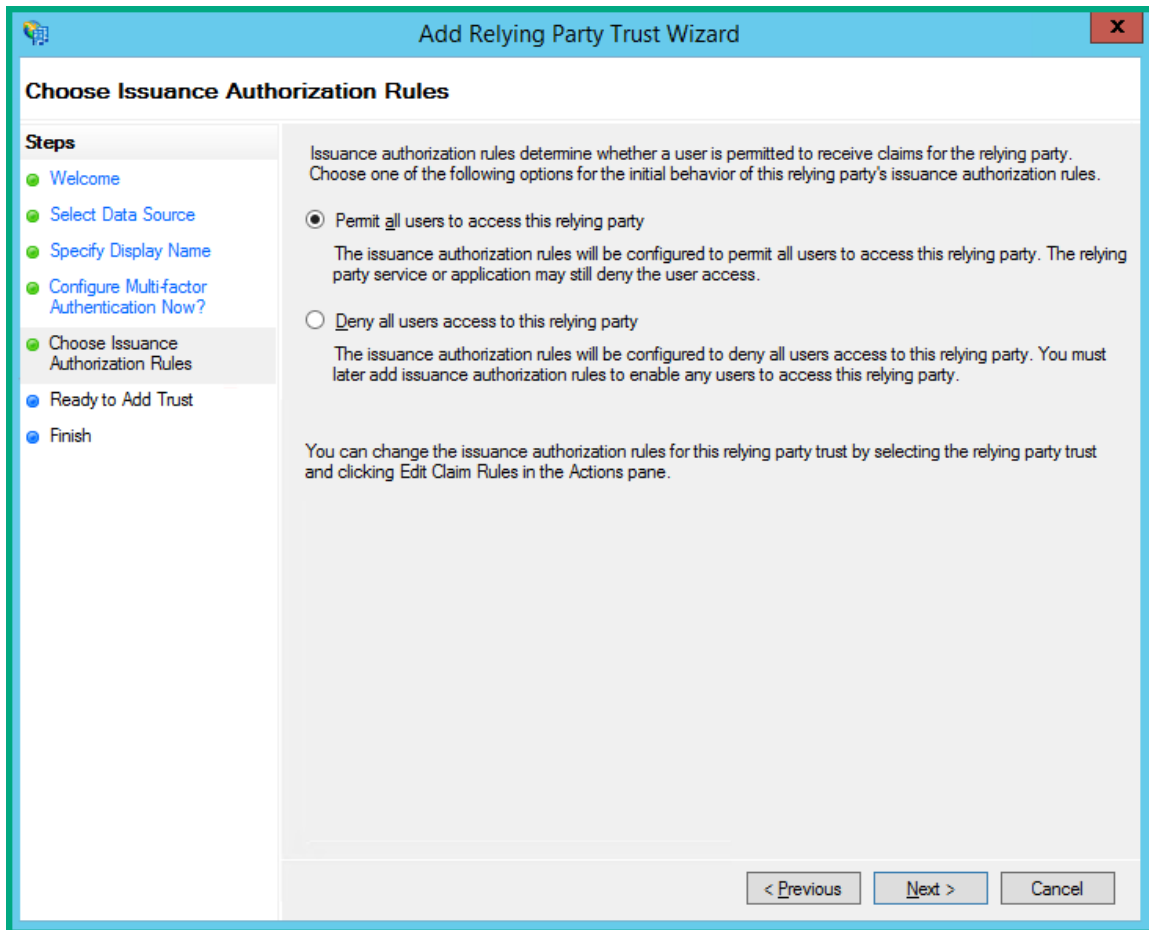 Add Relying Party Trust Wizard
x
Choose Issuance Authorization Rules
Steps
Welcome
Select Data Source
Specify Display Name
Configure Multi-factor
Authentication Now?
Choose Issuance
Authorization Rules
Ready to Add Trust
Finish
Issuance authorization rules determine whether a user is permitted to receive claims for the relying party.
Choose one of the following options for the initial behavior of this relying party's issuance authorization rules.
Permit all users to access this relying party
The issuance authorization rules will be configured to permit all users to access this relying party. The relying
party service or application may still deny the user access.
Deny all users access to this relying party
The issuance authorization rules will be configured to deny all users access to this relying party. You must
later add issuance authorization rules to enable any users to access this relying party.
You can change the issuance authorization rules for this relying party trust by selecting the relying party trust
and clicking Edit Claim Rules in the Actions pane.
< Previous
Next >
Cancel